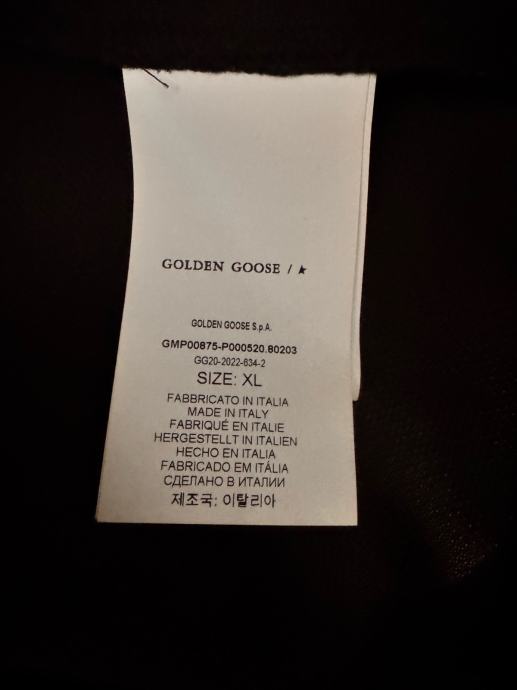 GOLDEN GOOSE / ★
GOLDEN GOOSE S.p.A.
GMP00875-P000520.80203
GG20-2022-634-2
SIZE: XL
FABBRICATO IN ITALIA
MADE IN ITALY
FABRIQUÉ EN ITALIE
HERGESTELLT IN ITALIEN
HECHO EN ITALIA
FABRICADO EM ITÁLIA
СДЕЛАНО В ИТАЛИИ
제조국: 이탈리아